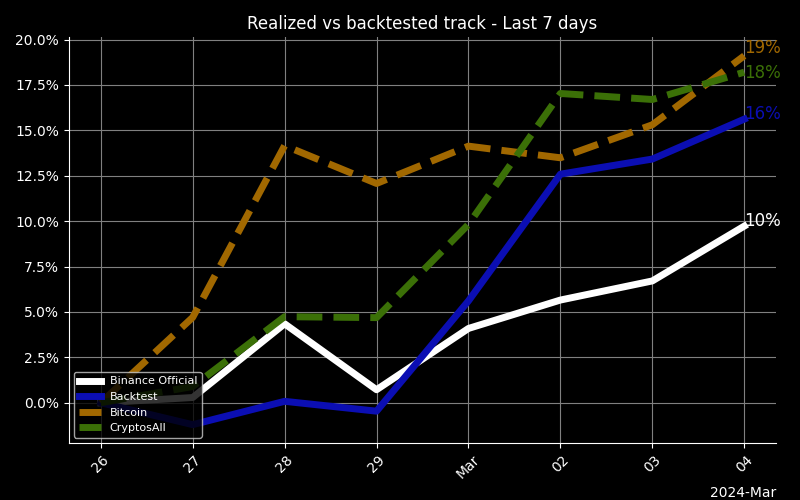 Realized vs backtested track - Last 7 days
20.0%
17.5%
15.0%
12.5%
10.0%
7.5%
5.0%
2.5%
0.0%
19%
18%
16%
10%
Binance Official
Backtest
Bitcoin
CryptosAll
26
27
28
29
Mar
02
03
04
2024-Mar